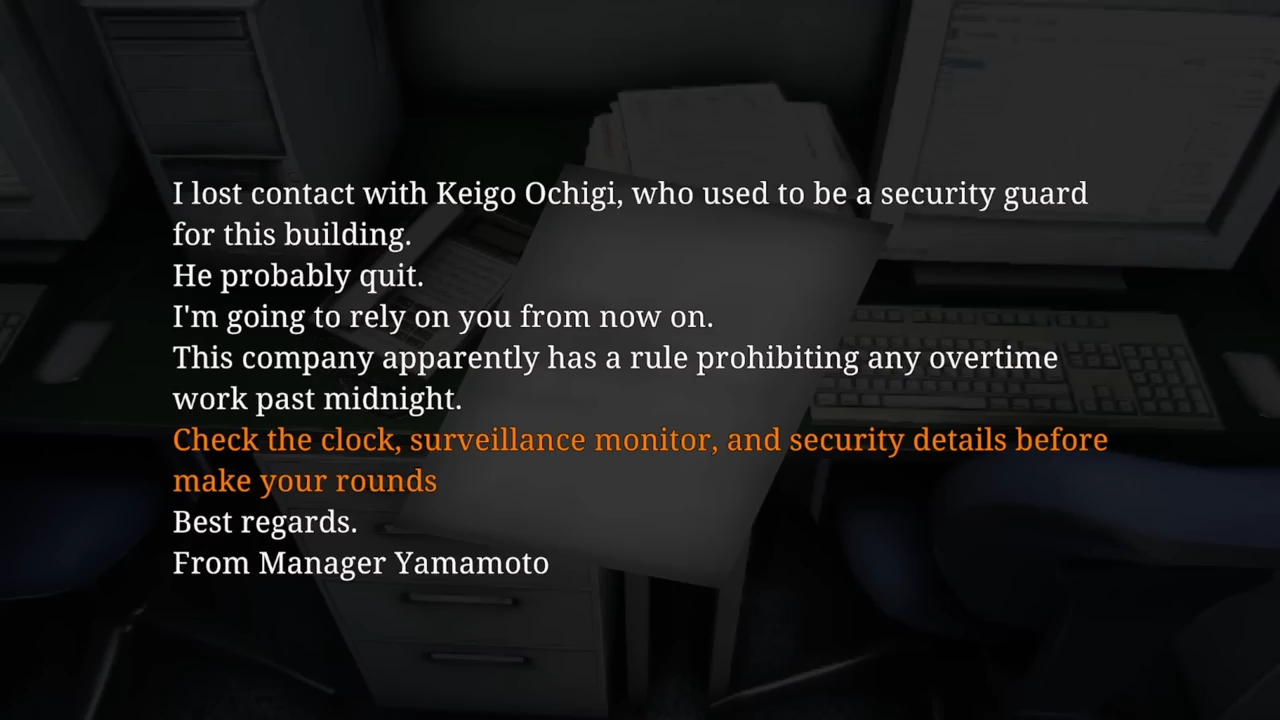 I lost contact with Keigo Ochigi, who used to be a security guard
for this building.
He probably quit.
I'm going to rely on you from now on.
This company apparently has a rule prohibiting any overtime
work past midnight.
Check the clock, surveillance monitor, and security details before
make your rounds
Best regards.
From Manager Yamamoto